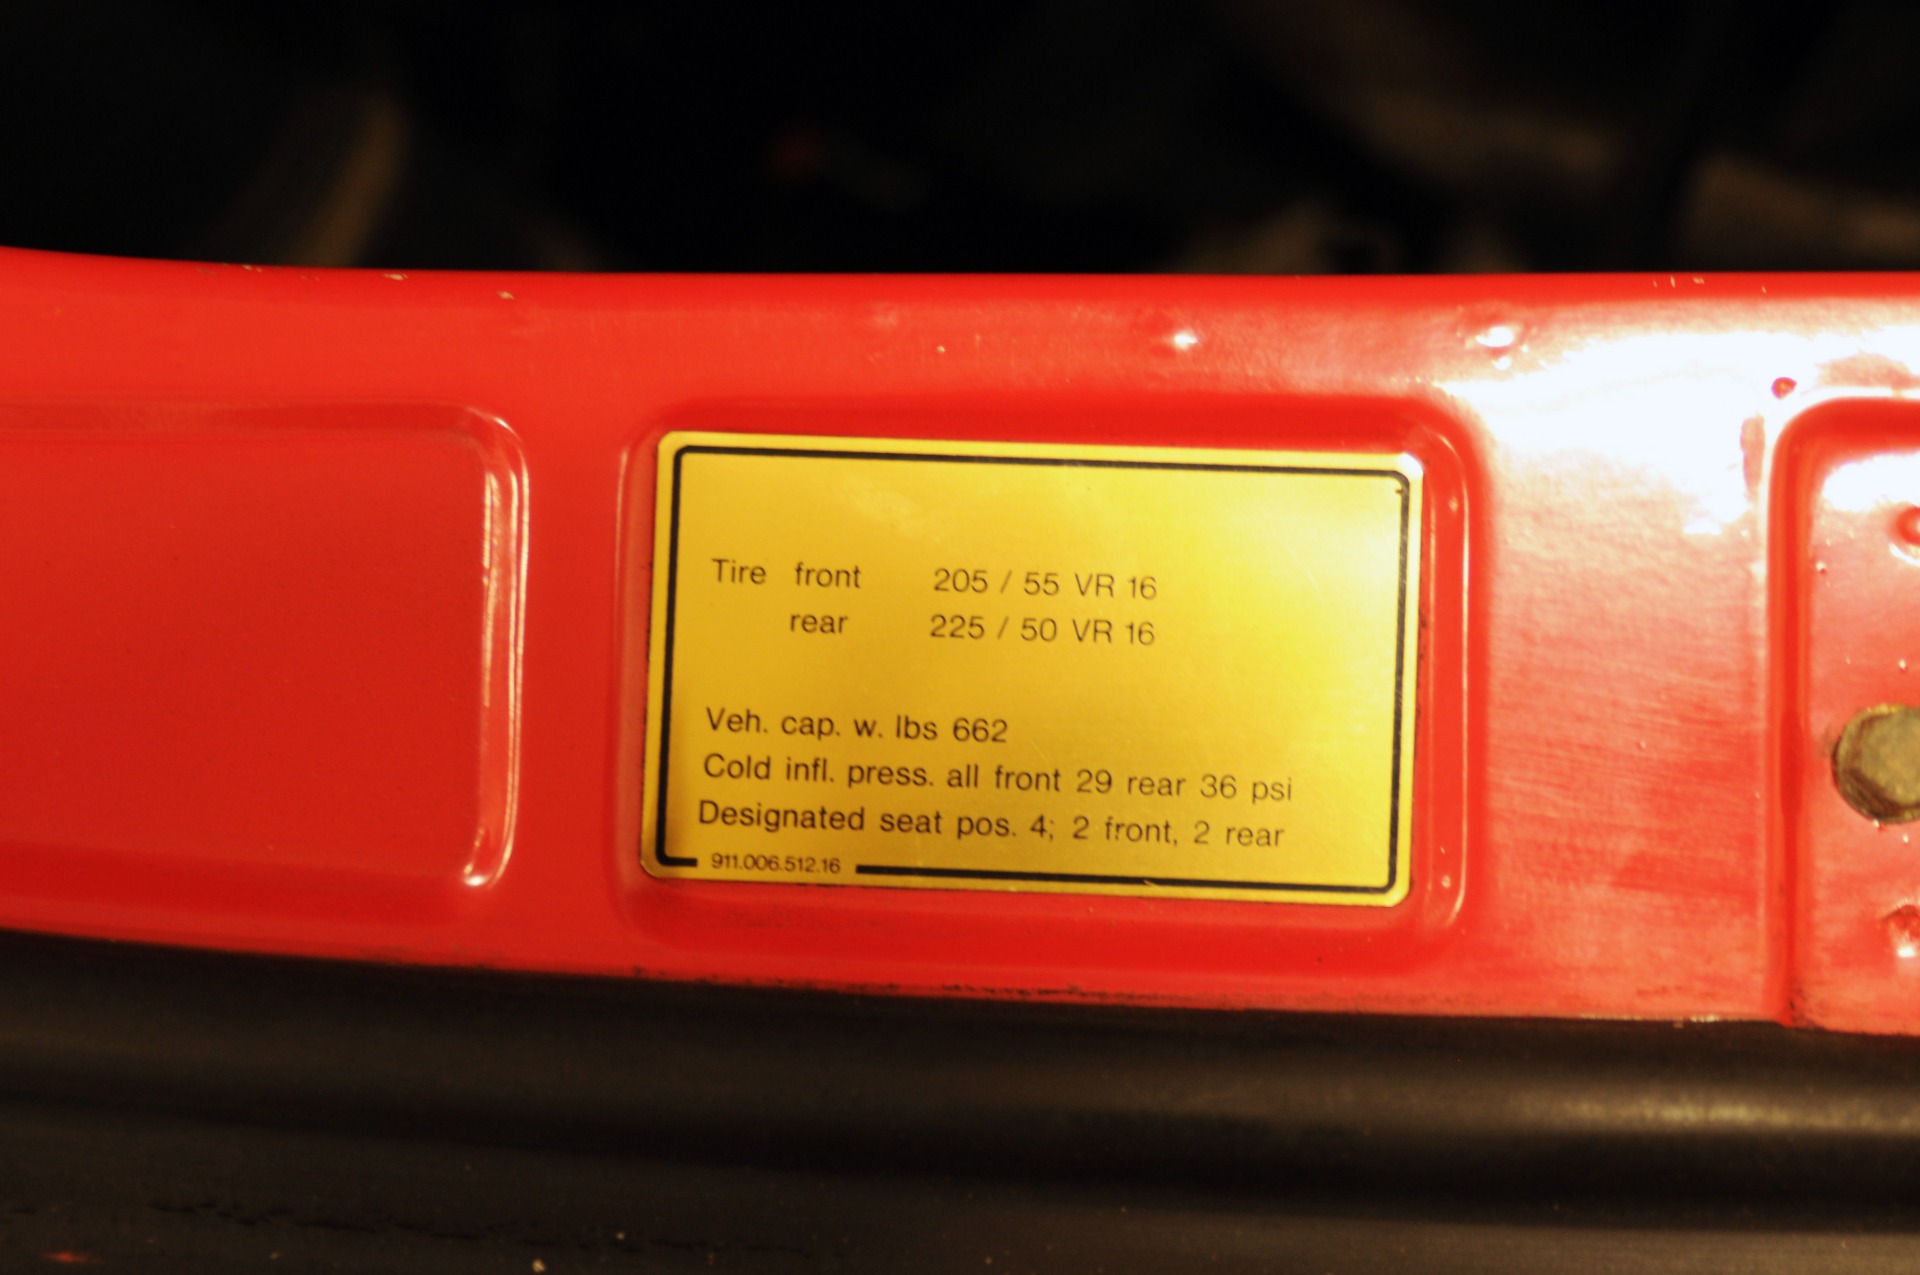 Tire front 205 / 55 VR 16
rear 225 / 50 VR 16
Veh. cap. w. lbs 662
Cold infl. press. all front 29 rear 36 psi
Designated seat pos. 4; 2 front, 2 rear
911.006.512.16